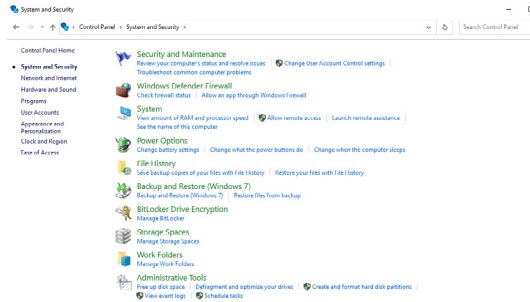 System and Security
Control Panel > System and Security >
Search Control Panel
Control Panel Home
System and Security
Network and Internet
Hardware and Sound
Programs
User Accounts
Appearance and
Personalization
Clock and Region
Ease of Access
Security and Maintenance
Review your computer's status and resolve issues | Change User Account Control settings |
Troubleshoot common computer problems
Windows Defender Firewall
Check firewall status | Allow an app through Windows Firewall
System
View amount of RAM and processor speed | Allow remote access | Launch remote assistance |
See the name of this computer
Power Options
Change battery settings | Change what the power buttons do | Change when the computer sleeps
File History
Save backup copies of your files with File History | Restore your files with File History
Backup and Restore (Windows 7)
Backup and Restore (Windows 7) | Restore files from backup
BitLocker Drive Encryption
Manage BitLocker
Storage Spaces
Manage Storage Spaces
Work Folders
Manage Work Folders
Administrative Tools
Free up disk space | Defragment and optimize your drives | Create and format hard disk partitions |
View event logs | Schedule tasks